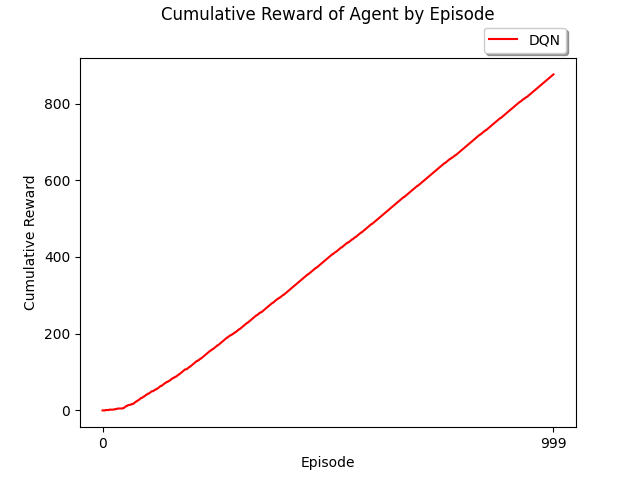 Cumulative Reward of Agent by Episode
DQN
Cumulative Reward
800
600
400
200
0
0
999
Episode